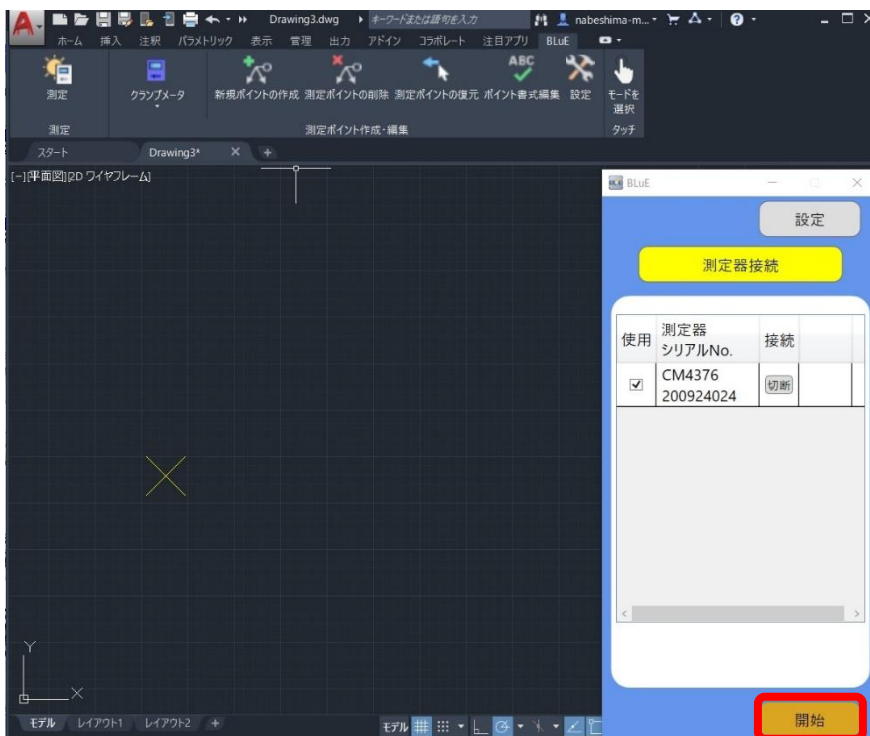 Drawing3.dwg
キーワードまたは語句を入力
nabeshima-m...
ホーム 挿入 注釈 パラメトリック 表示 管理 出力 アドイン コラボレート 注目アプリ BLuE
測定 クランプメータ 新規ポイントの作成 測定ポイントの削除 測定ポイントの復元 ABC ポイント書式編集 設定 モードを
選択
測定 測定ポイント作成・編集 タッチ
スタート Drawing3* × +
[-][平面図][2D ワイヤフレーム]
BLuE
設定
測定器接続
使用 測定器 接続
シリアルNo.
CM4376 切断
200924024
Y
X
開始
モデル レイアウト1 レイアウト2 + モデル